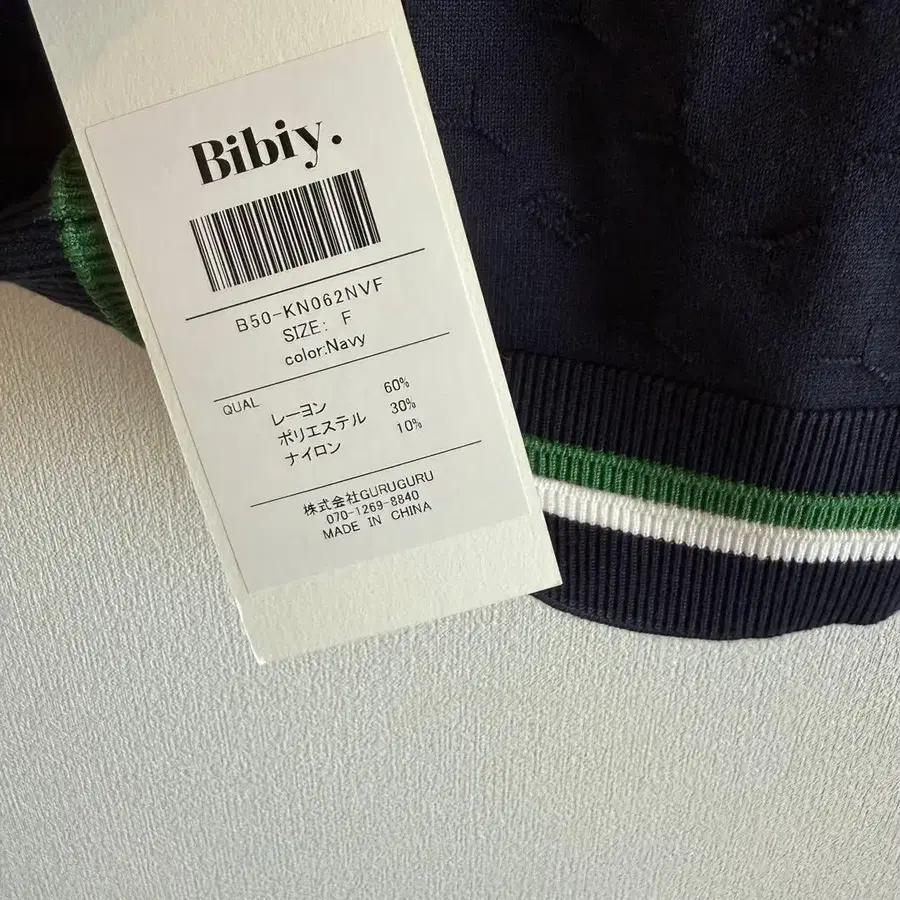 Bibiy.
B50-KN062NVF
SIZE: F
color:Navy
QUAL
レーヨン 60%
ポリエステル 30%
ナイロン 10%
株式会社GURUGURU
070-1269-8840
MADE IN CHINA